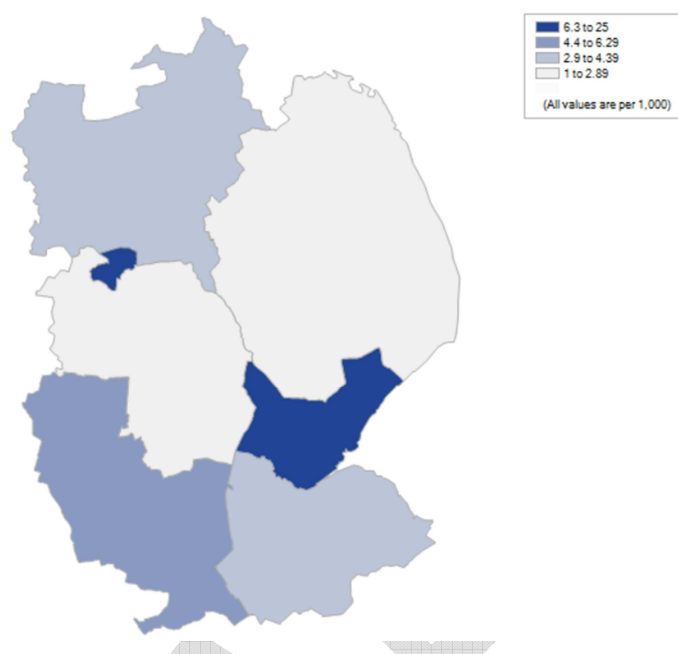 6.3 to 25
4.4 to 6.29
2.9 to 4.39
1 to 2.89
(All values are per 1,000)